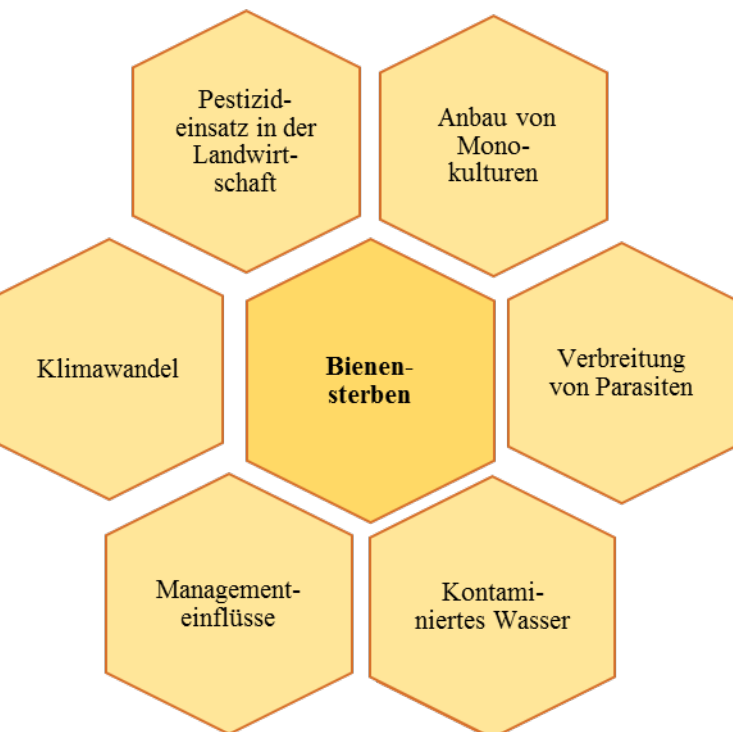 Pestizid-
einsatz in der
Landwirt-
schaft
Anbau von
Mono-
kulturen
Klimawandel
Bienen-
sterben
Verbreitung
von Parasiten
Management-
einflüsse
Kontami-
niertes Wasser